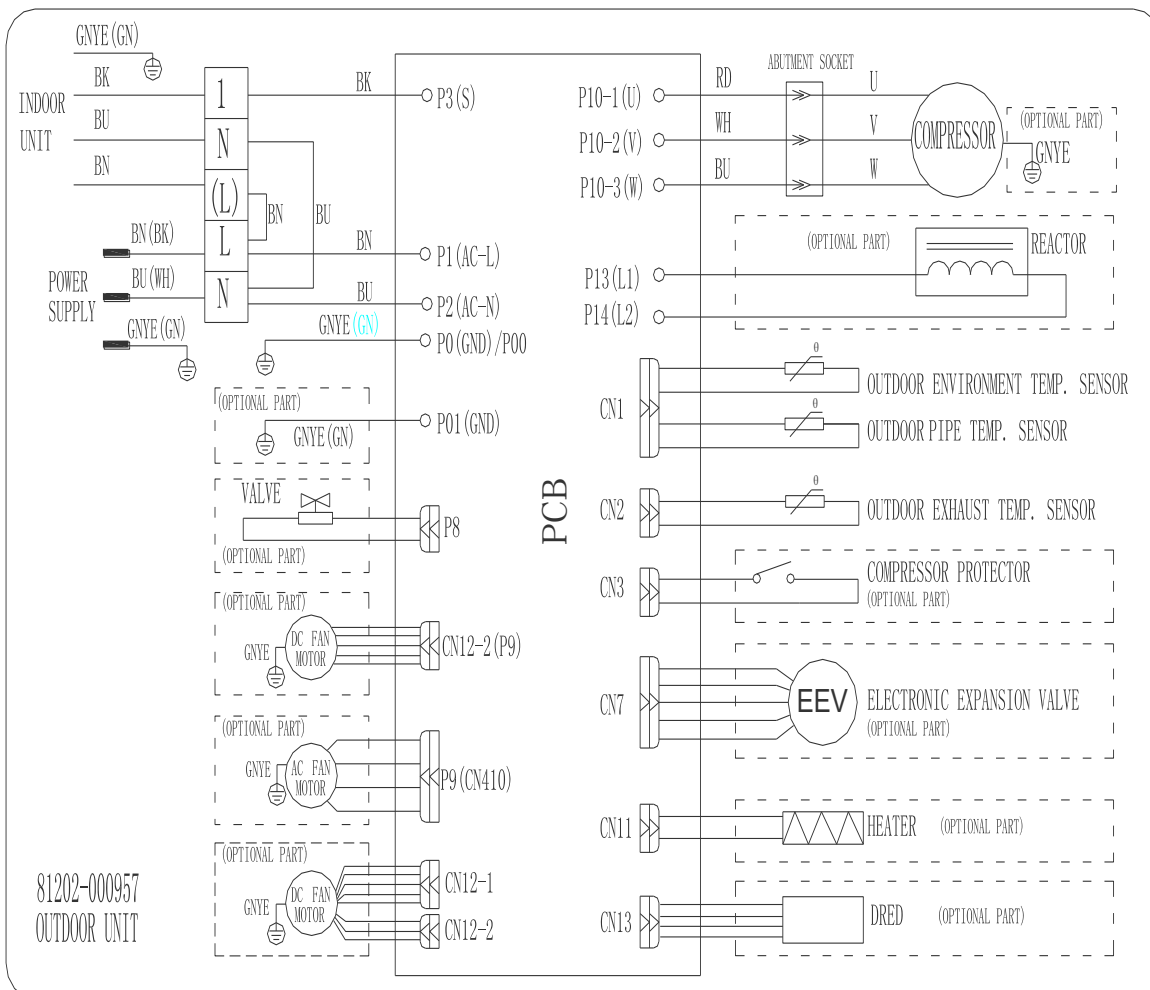 GNYE(GN)
BK
INDOOR
UNIT
BU
BN
1
N
(L)
L
N
BN
BU
BK
P3(S)
BN(BK)
POWER
SUPPLY
BU(WH)
GNYE(GN)
BN
P1(AC-L)
BU
P2(AC-N)
GNYE(GN)
P0(GND)/P00
(OPTIONAL PART)
GNYE(GN)
P01(GND)
VALVE
(OPTIONAL PART)
P8
(OPTIONAL PART)
GNYE
DC FAN
MOTOR
CN12-2(P9)
(OPTIONAL PART)
GNYE
AC FAN
MOTOR
P9(CN410)
(OPTIONAL PART)
GNYE
DC FAN
MOTOR
CN12-1
CN12-2
81202-000957
OUTDOOR UNIT
PCB
ABUTMENT SOCKET
P10-1(U)
RD
U
P10-2(V)
WH
V
P10-3(W)
BU
W
COMPRESSOR
(OPTIONAL PART)
GNYE
(OPTIONAL PART)
REACTOR
P13(L1)
P14(L2)
CN1
θ
OUTDOOR ENVIRONMENT TEMP. SENSOR
θ
OUTDOOR PIPE TEMP. SENSOR
CN2
θ
OUTDOOR EXHAUST TEMP. SENSOR
CN3
COMPRESSOR PROTECTOR
(OPTIONAL PART)
CN7
EEV
ELECTRONIC EXPANSION VALVE
(OPTIONAL PART)
CN11
HEATER (OPTIONAL PART)
CN13
DRED (OPTIONAL PART)